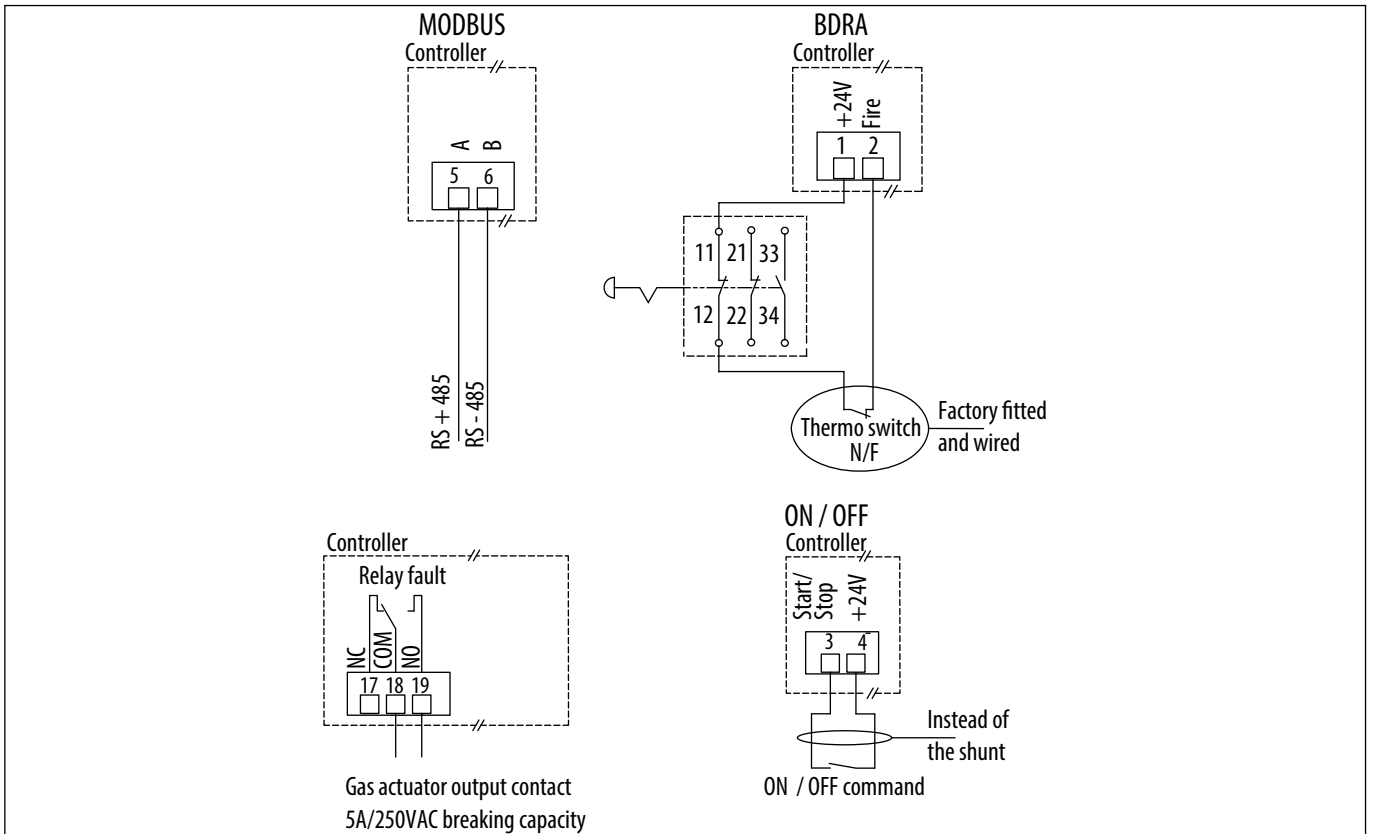 MODBUS
Controller
A
B
5 6
RS + 485
RS - 485
BDRA
Controller
+24V
Fire
1 2
11 21 33
12 22 34
Thermo switch
N/F
Factory fitted
and wired
Controller
Relay fault
NC
COM
NO
17 18 19
Gas actuator output contact
5A/250VAC breaking capacity
ON / OFF
Controller
Start/
Stop
+24V
3 4
Instead of
the shunt
ON / OFF command